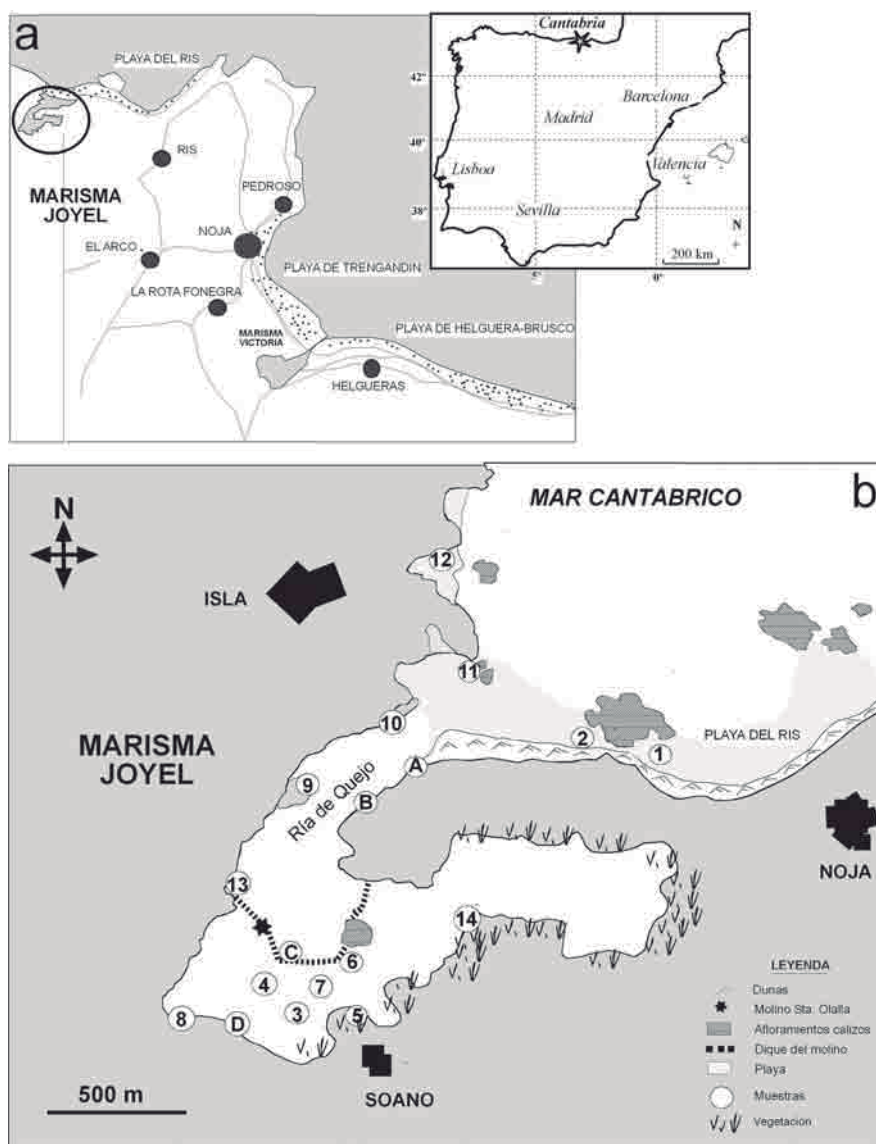 a
PLAYA DEL RIS
RIS
MARISMA
JOYEL
PEDROSO
NOJA
EL ARCO
PLAYA DE TRENGANDIN
LA ROTA FONEGRA
MARISMA
VICTORIA
PLAYA DE HELGUERA-BRUSCO
HELGUERAS
Cantabria
42°
Barcelona
Madrid
40°
Lisboa
Valencia
38°
Sevilla
N
200 km
5°
0°
b
MAR CANTABRICO
N
ISLA
12
11
10
MARISMA
JOYEL
PLAYA DEL RIS
2
1
A
9
Ría de Quejo
B
NOJA
13
14
C
6
4
7
8
D
3
5
SOANO
500 m
LEYENDA
Dunas
Molino Sta. Olalla
Afloramientos calizos
Dique del molino
Playa
Muestras
Vegetación